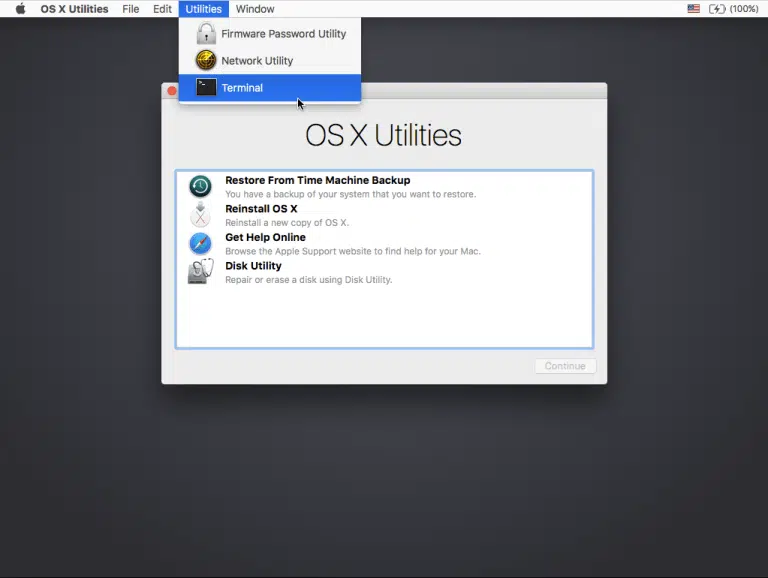 OS X Utilities File Edit Utilities Window (100%)
Firmware Password Utility
Network Utility
Terminal
OS X Utilities
Restore From Time Machine Backup
You have a backup of your system that you want to restore.
Reinstall OS X
Reinstall a new copy of OS X.
Get Help Online
Browse the Apple Support website to find help for your Mac.
Disk Utility
Repair or erase a disk using Disk Utility.
Continue